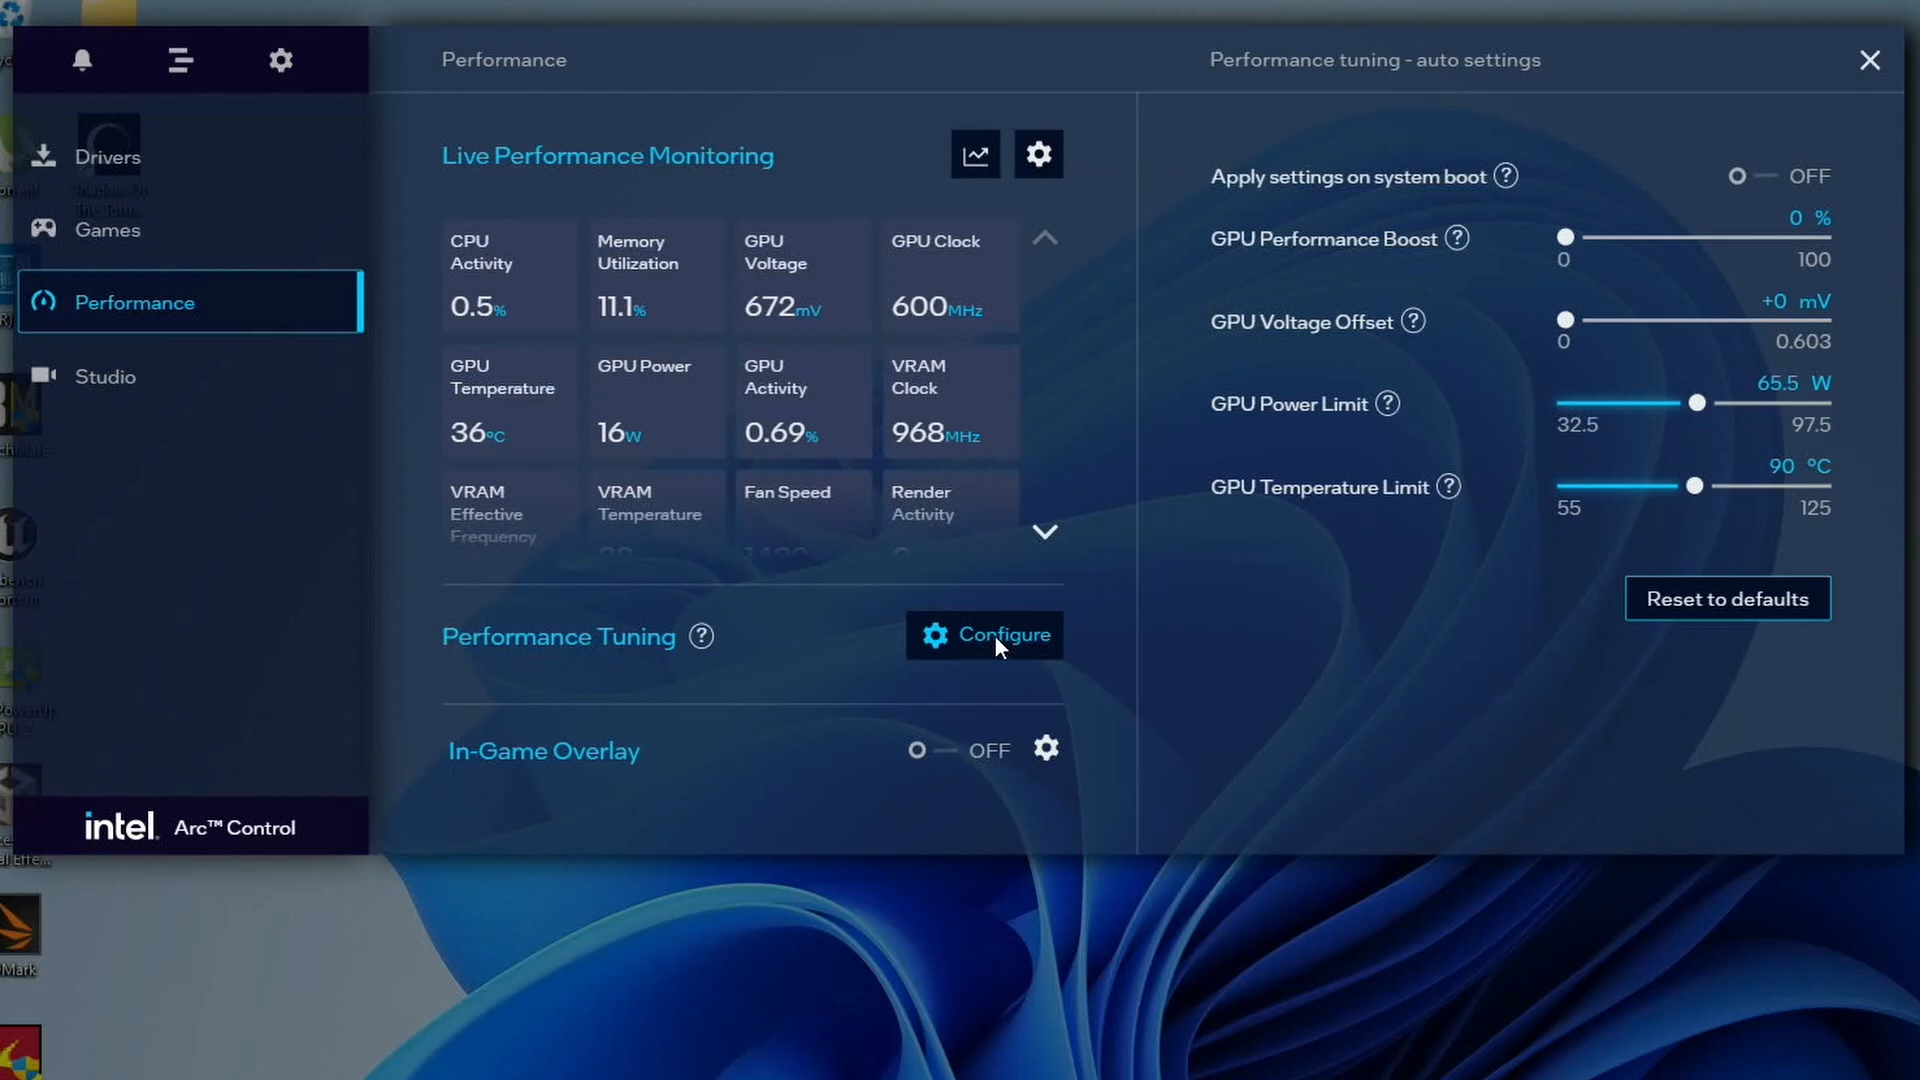 Performance
Performance tuning - auto settings
Drivers
Games
Performance
Studio
intel. Arc™ Control
Live Performance Monitoring
CPU
Activity
0.5%
Memory
Utilization
11.1%
GPU
Voltage
672mV
GPU Clock
600MHz
GPU
Temperature
36°C
GPU Power
16W
GPU
Activity
0.69%
VRAM
Clock
968MHz
VRAM
Effective
Frequency
VRAM
Temperature
Fan Speed
Render
Activity
Performance Tuning ?
Configure
In-Game Overlay
OFF
Apply settings on system boot ?
OFF
GPU Performance Boost ?
0 %
0
100
GPU Voltage Offset ?
+0 mV
0
0.603
GPU Power Limit ?
65.5 W
32.5
97.5
GPU Temperature Limit ?
90 °C
55
125
Reset to defaults
al Effe...
Mark